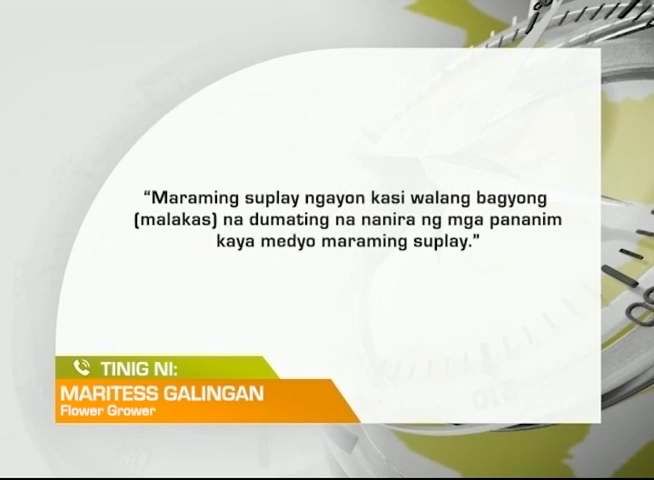 “Maraming suplay ngayon kasi walang bagyong
(malakas) na dumating na nanira ng mga pananim
kaya medyo maraming suplay.”
TINIG NI:
MARITESS GALINGAN
Flower Grower